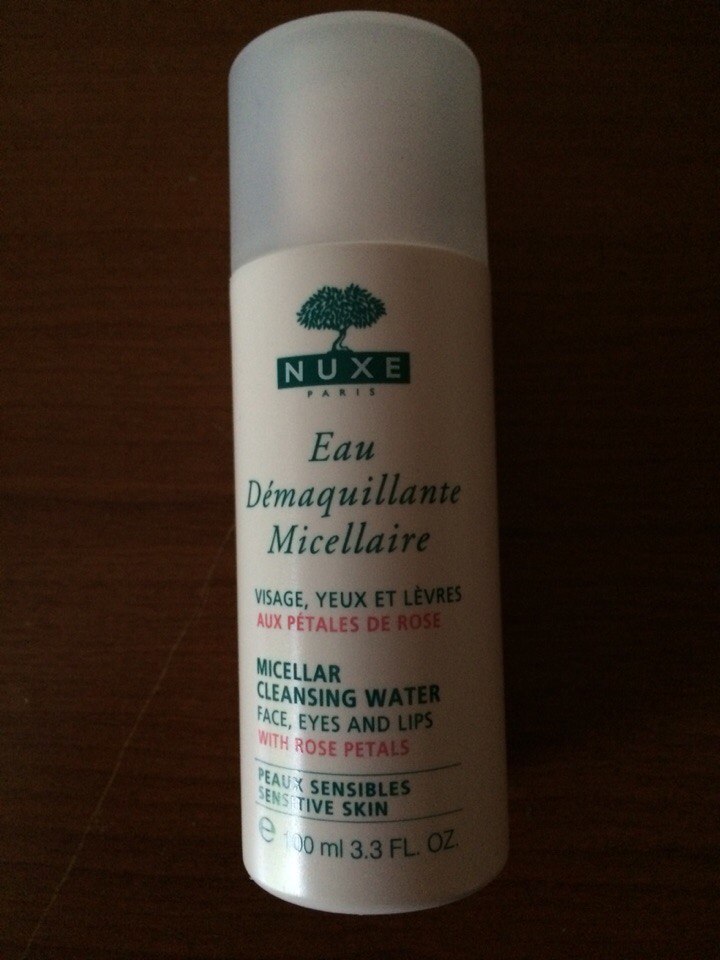 NUXE
PARIS
Eau
Démaquillante
Micellaire
VISAGE, YEUX ET LÈVRES
AUX PÉTALES DE ROSE
MICELLAR
CLEANSING WATER
FACE, EYES AND LIPS
WITH ROSE PETALS
PEAUX SENSIBLES
SENSITIVE SKIN
℮ 100 ml 3.3 FL. OZ.